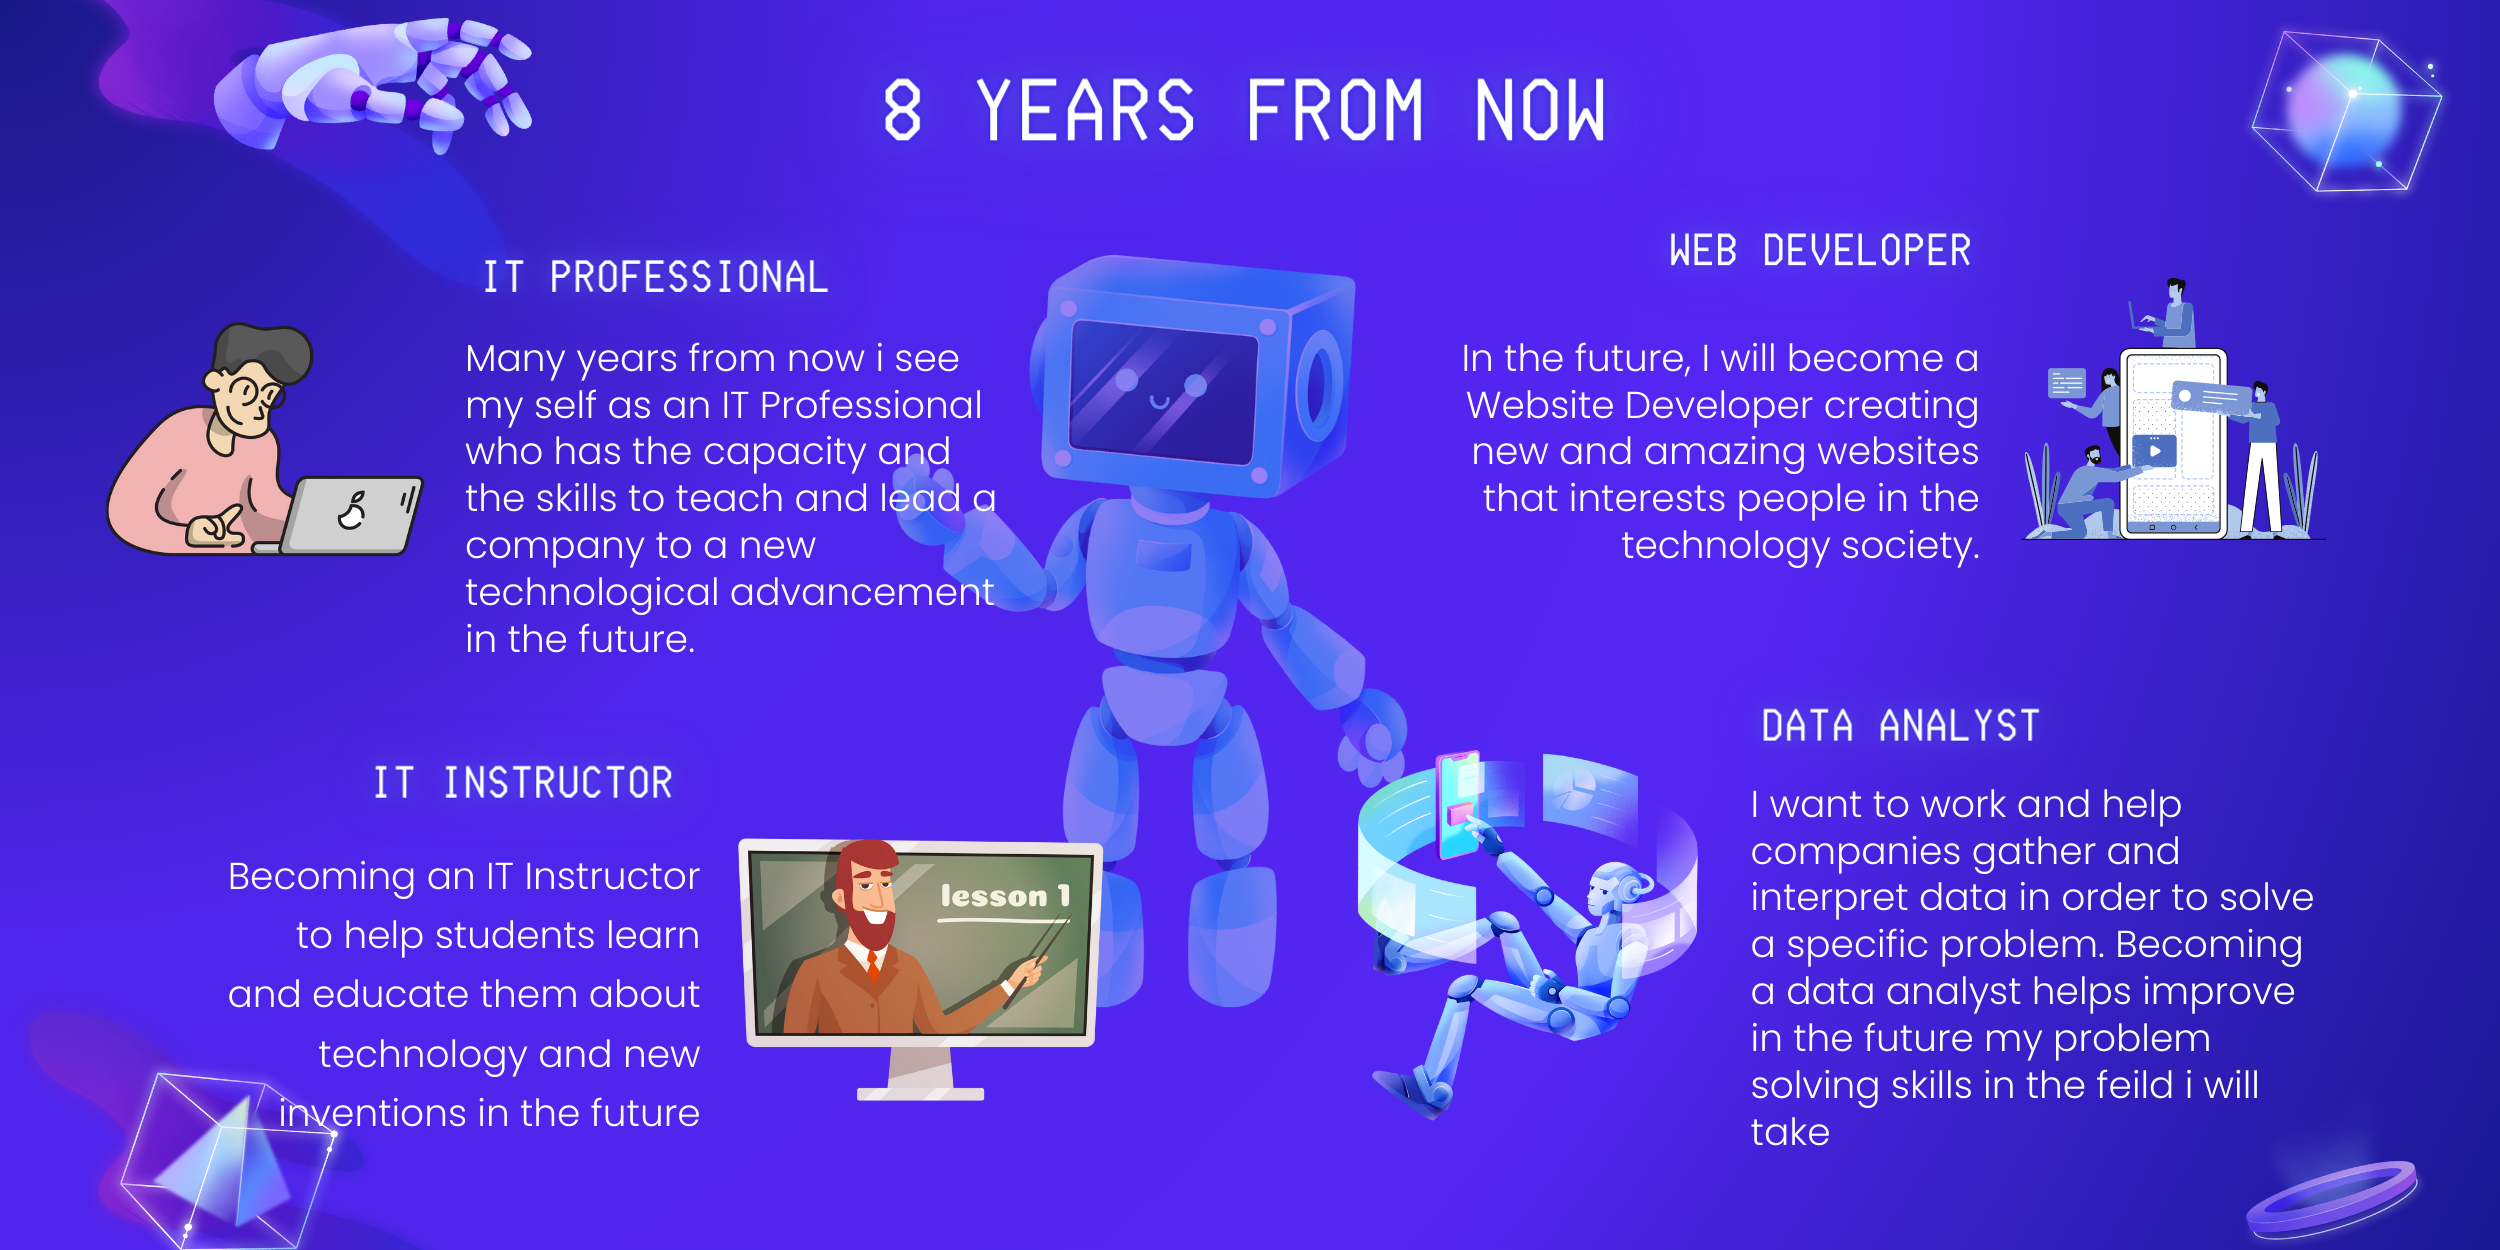 8 YEARS FROM NOW
IT PROFESSIONAL
Many years from now i see
my self as an IT Professional
who has the capacity and
the skills to teach and lead a
company to a new
technological advancement
in the future.
WEB DEVELOPER
In the future, I will become a
Website Developer creating
new and amazing websites
that interests people in the
technology society.
IT INSTRUCTOR
Becoming an IT Instructor
to help students learn
and educate them about
technology and new
inventions in the future
lesson 1
DATA ANALYST
I want to work and help
companies gather and
interpret data in order to solve
a specific problem. Becoming
a data analyst helps improve
in the future my problem
solving skills in the feild i will
take